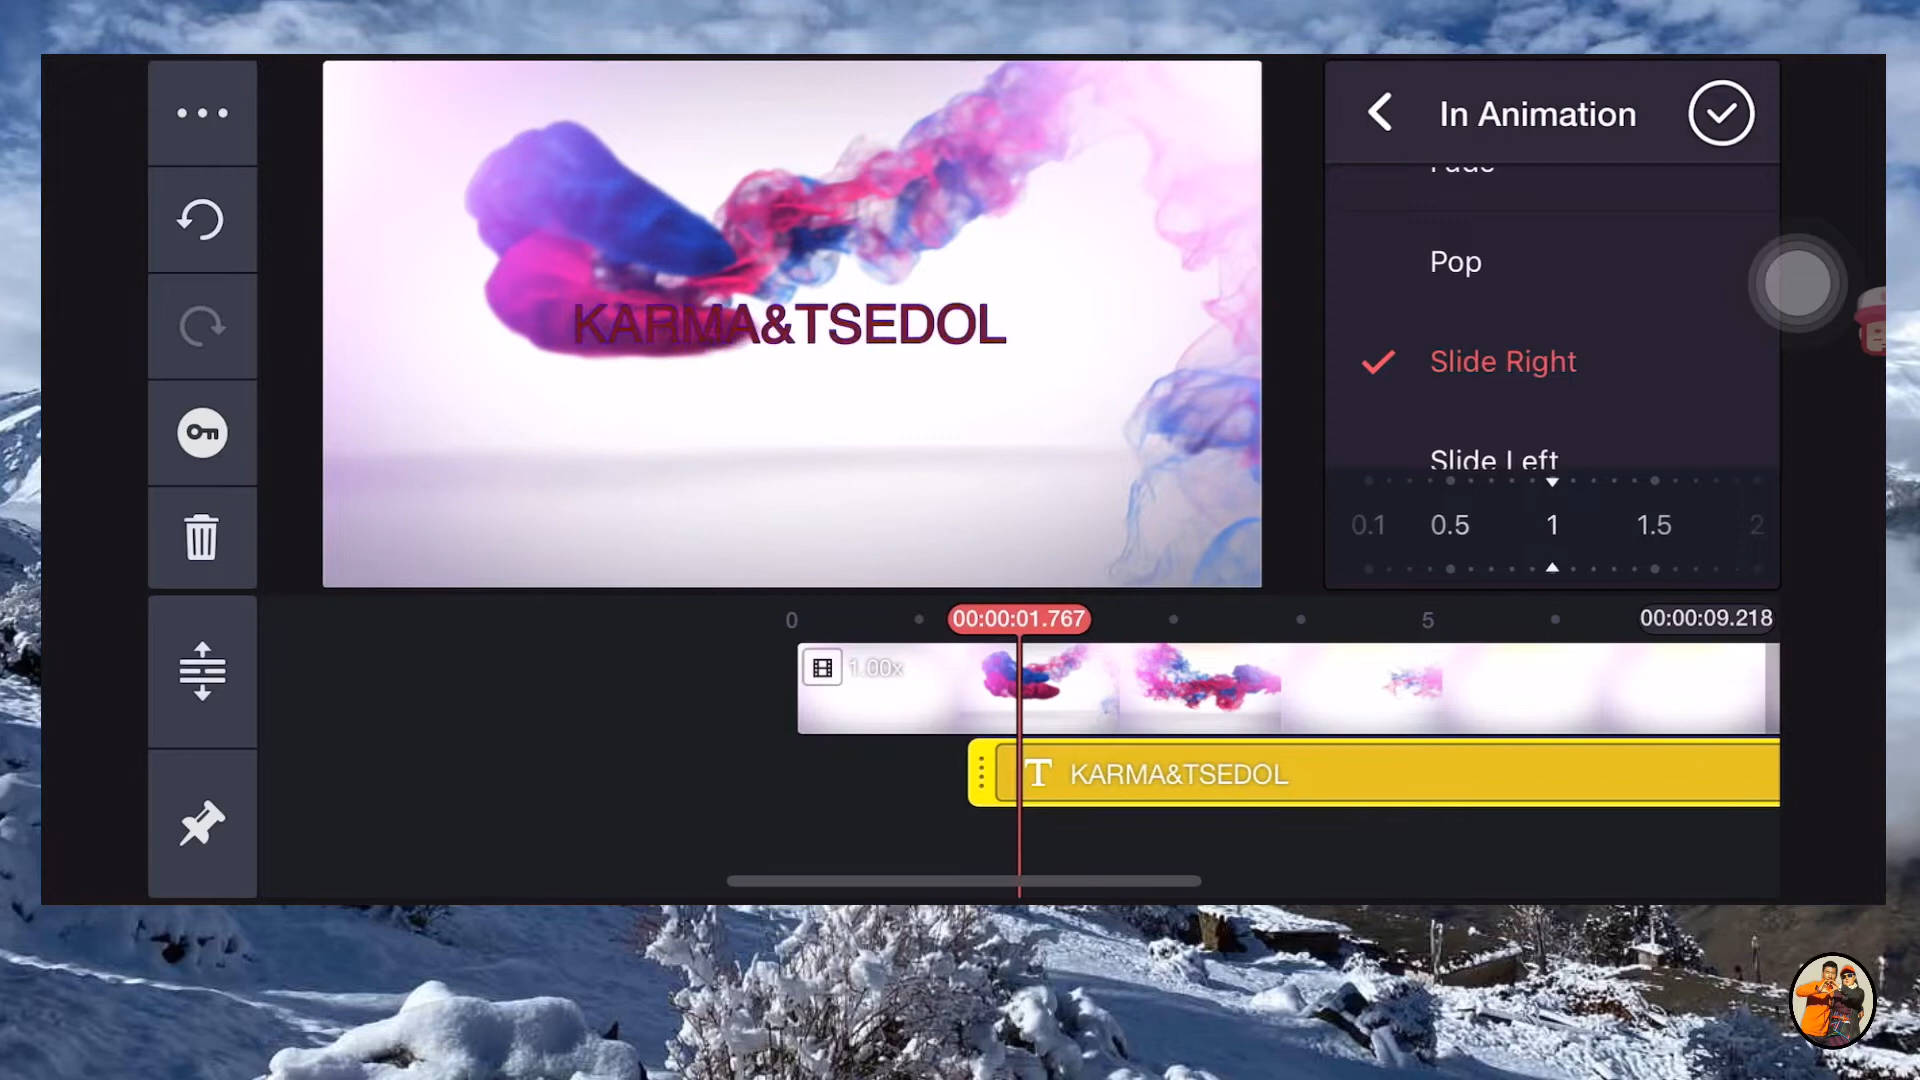 In Animation
Fade
Pop
KARMA&TSEDOL
Slide Right
Slide Left
0.1 0.5 1 1.5 2
0 00:00:01.767 5 00:00:09.218
1.00x
T KARMA&TSEDOL